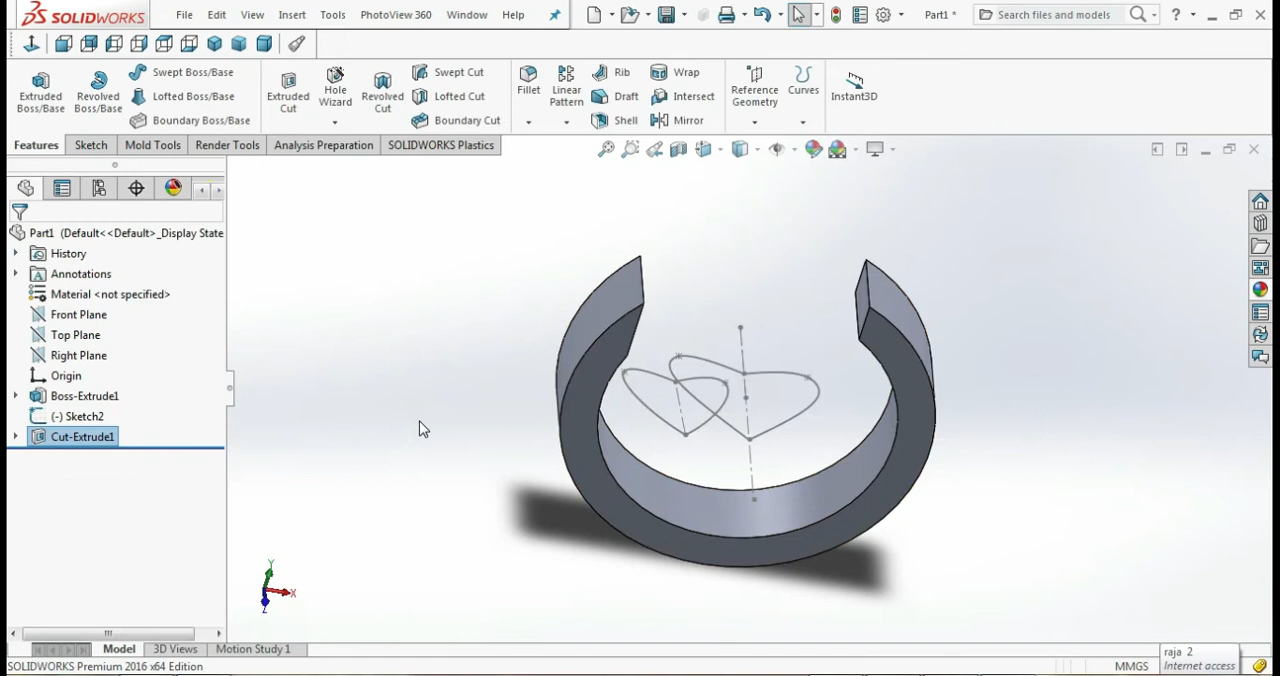 SOLIDWORKS File Edit View Insert Tools PhotoView 360 Window Help Part1 * Search files and models ?
Extruded Boss/Base
Revolved Boss/Base
Swept Boss/Base
Lofted Boss/Base
Boundary Boss/Base
Extruded Cut
Hole Wizard
Revolved Cut
Swept Cut
Lofted Cut
Boundary Cut
Fillet
Linear Pattern
Rib
Draft
Shell
Wrap
Intersect
Mirror
Reference Geometry
Curves
Instant3D
Features Sketch Mold Tools Render Tools Analysis Preparation SOLIDWORKS Plastics
Part1 (Default<<Default>_Display State
History
Annotations
Material <not specified>
Front Plane
Top Plane
Right Plane
Origin
Boss-Extrude1
(-) Sketch2
Cut-Extrude1
Y
X
Z
Model 3D Views Motion Study 1
SOLIDWORKS Premium 2016 x64 Edition MMGS
raja 2
Internet access